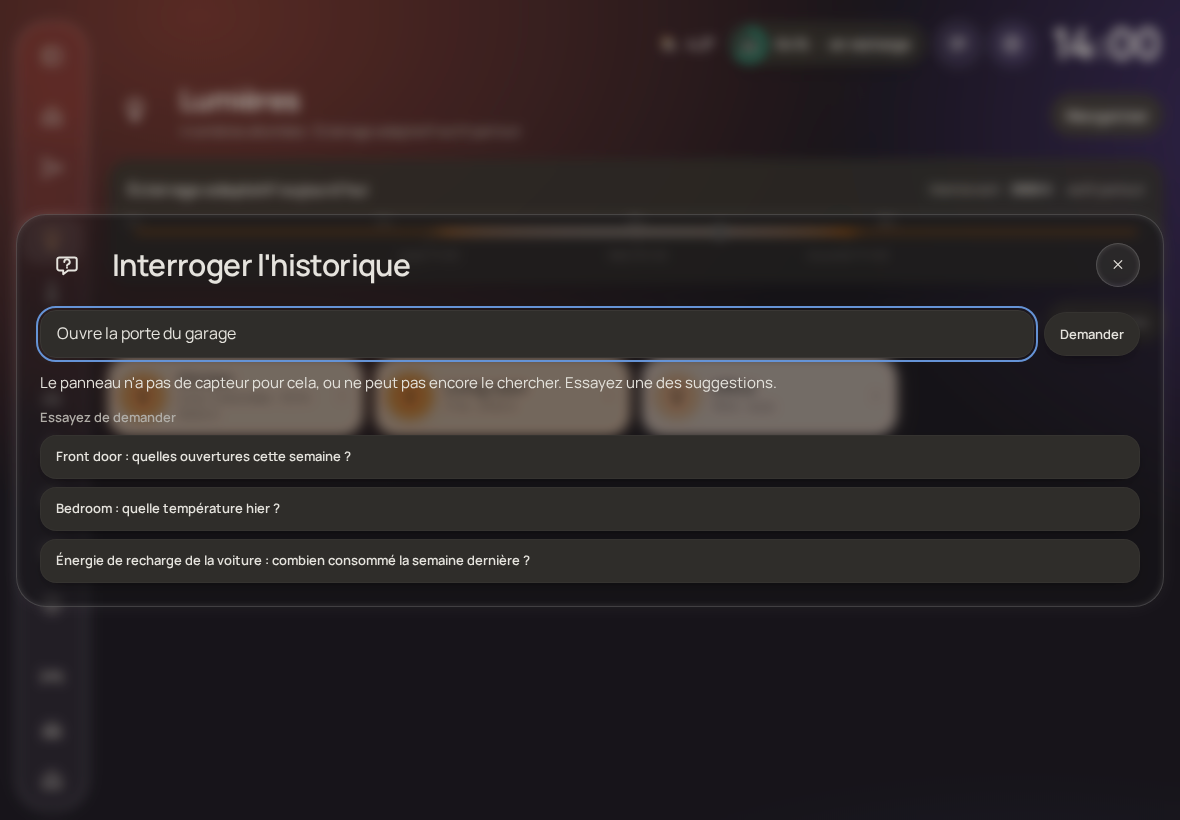 14:00
Lumières
Interroger l'historique
Ouvre la porte du garage
Demander
Le panneau n'a pas de capteur pour cela, ou ne peut pas encore le chercher. Essayez une des suggestions.
Essayez de demander
Front door : quelles ouvertures cette semaine ?
Bedroom : quelle température hier ?
Énergie de recharge de la voiture : combien consommé la semaine dernière ?